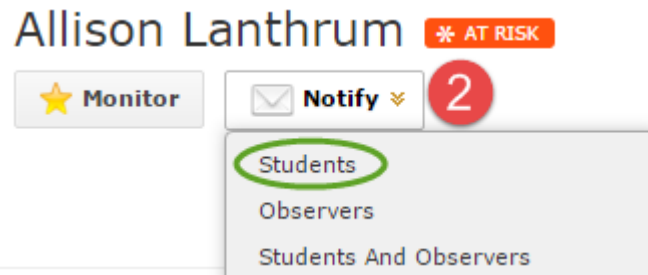 Allison Lanthrum * AT RISK
Monitor Notify 2
Students
Observers
Students And Observers